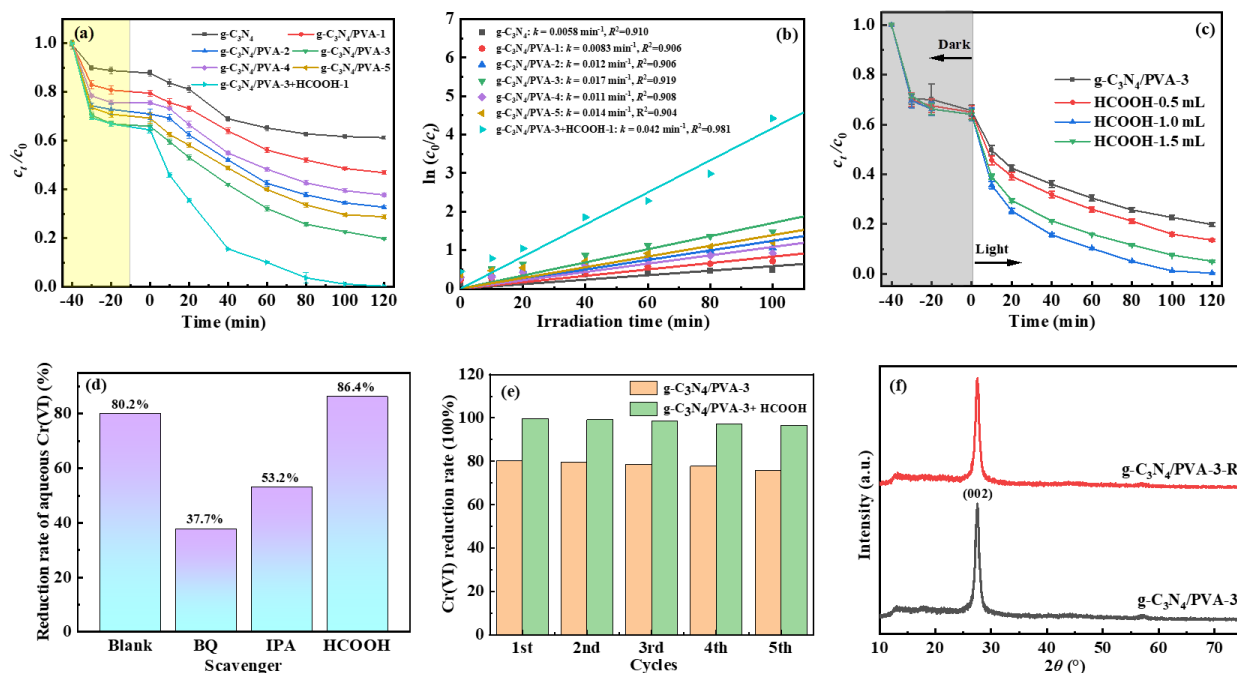 (a)
g-C₃N₄
g-C₃N₄/PVA-1
g-C₃N₄/PVA-2
g-C₃N₄/PVA-3
g-C₃N₄/PVA-4
g-C₃N₄/PVA-5
g-C₃N₄/PVA-3+HCOOH-1
1.0
0.8
0.6
0.4
0.2
0.0
cₜ/c₀
-40 -20 0 20 40 60 80 100 120
Time (min)
(b)
g-C₃N₄: k = 0.0058 min⁻¹, R²=0.910
g-C₃N₄/PVA-1: k = 0.0083 min⁻¹, R²=0.906
g-C₃N₄/PVA-2: k = 0.012 min⁻¹, R²=0.906
g-C₃N₄/PVA-3: k = 0.017 min⁻¹, R²=0.919
g-C₃N₄/PVA-4: k = 0.011 min⁻¹, R²=0.908
g-C₃N₄/PVA-5: k = 0.014 min⁻¹, R²=0.904
g-C₃N₄/PVA-3+HCOOH-1: k = 0.042 min⁻¹, R²=0.981
7
6
5
4
3
2
1
0
ln (c₀/cₜ)
0 20 40 60 80 100
Irradiation time (min)
(c)
Dark
g-C₃N₄/PVA-3
HCOOH-0.5 mL
HCOOH-1.0 mL
HCOOH-1.5 mL
Light
1.0
0.8
0.6
0.4
0.2
0.0
cₜ/c₀
-40 -20 0 20 40 60 80 100 120
Time (min)
(d)
80.2%
37.7%
53.2%
86.4%
80
60
40
20
0
Reduction rate of aqueous Cr(VI) (%)
Blank BQ IPA HCOOH
Scavenger
(e)
g-C₃N₄/PVA-3
g-C₃N₄/PVA-3+ HCOOH
120
100
80
60
40
20
0
Cr(VI) reduction rate (100%)
1st 2nd 3rd 4th 5th
Cycles
(f)
g-C₃N₄/PVA-3-R
(002)
g-C₃N₄/PVA-3
Intensity (a.u.)
10 20 30 40 50 60 70
2θ (°)